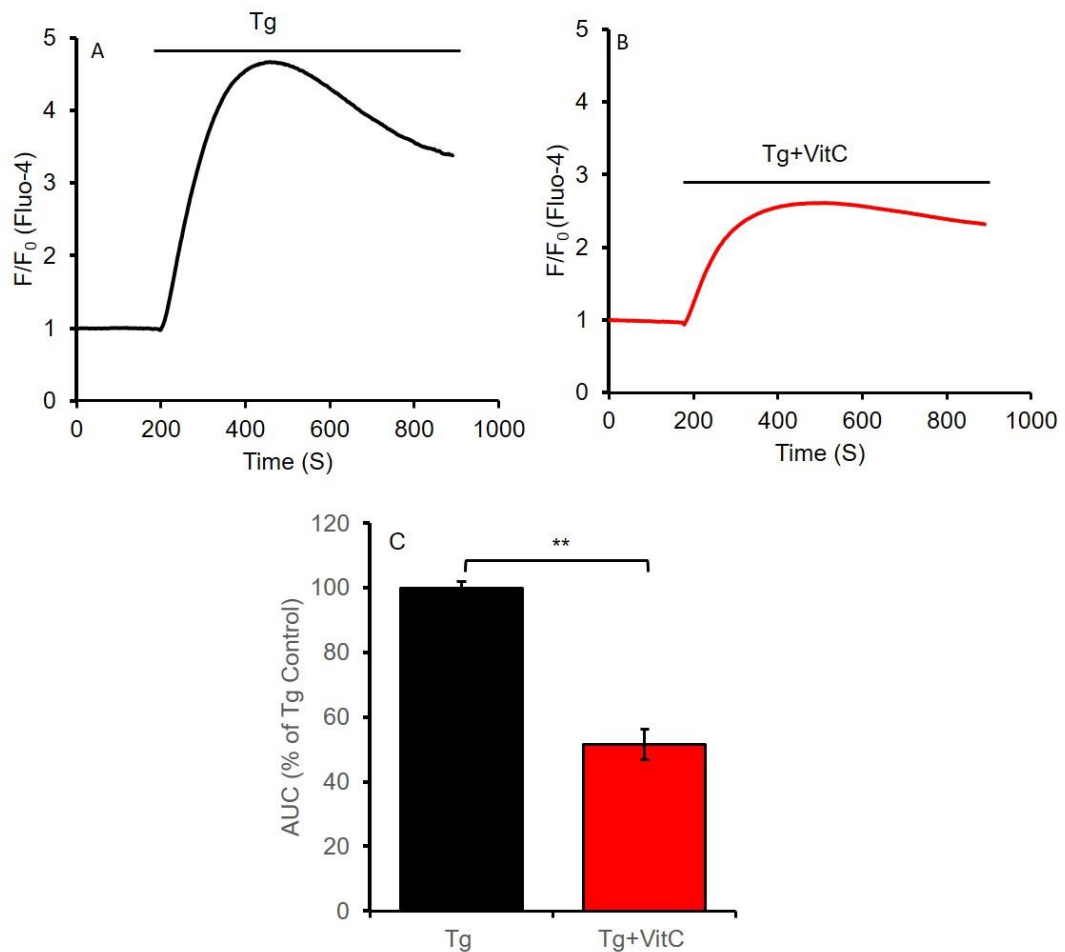 Tg
A
5
4
3
2
1
0
F/F₀ (Fluo-4)
0 200 400 600 800 1000
Time (S)
B
Tg+VitC
5
4
3
2
1
0
F/F₀ (Fluo-4)
0 200 400 600 800 1000
Time (S)
C
**
120
100
80
60
40
20
0
AUC (% of Tg Control)
Tg Tg+VitC